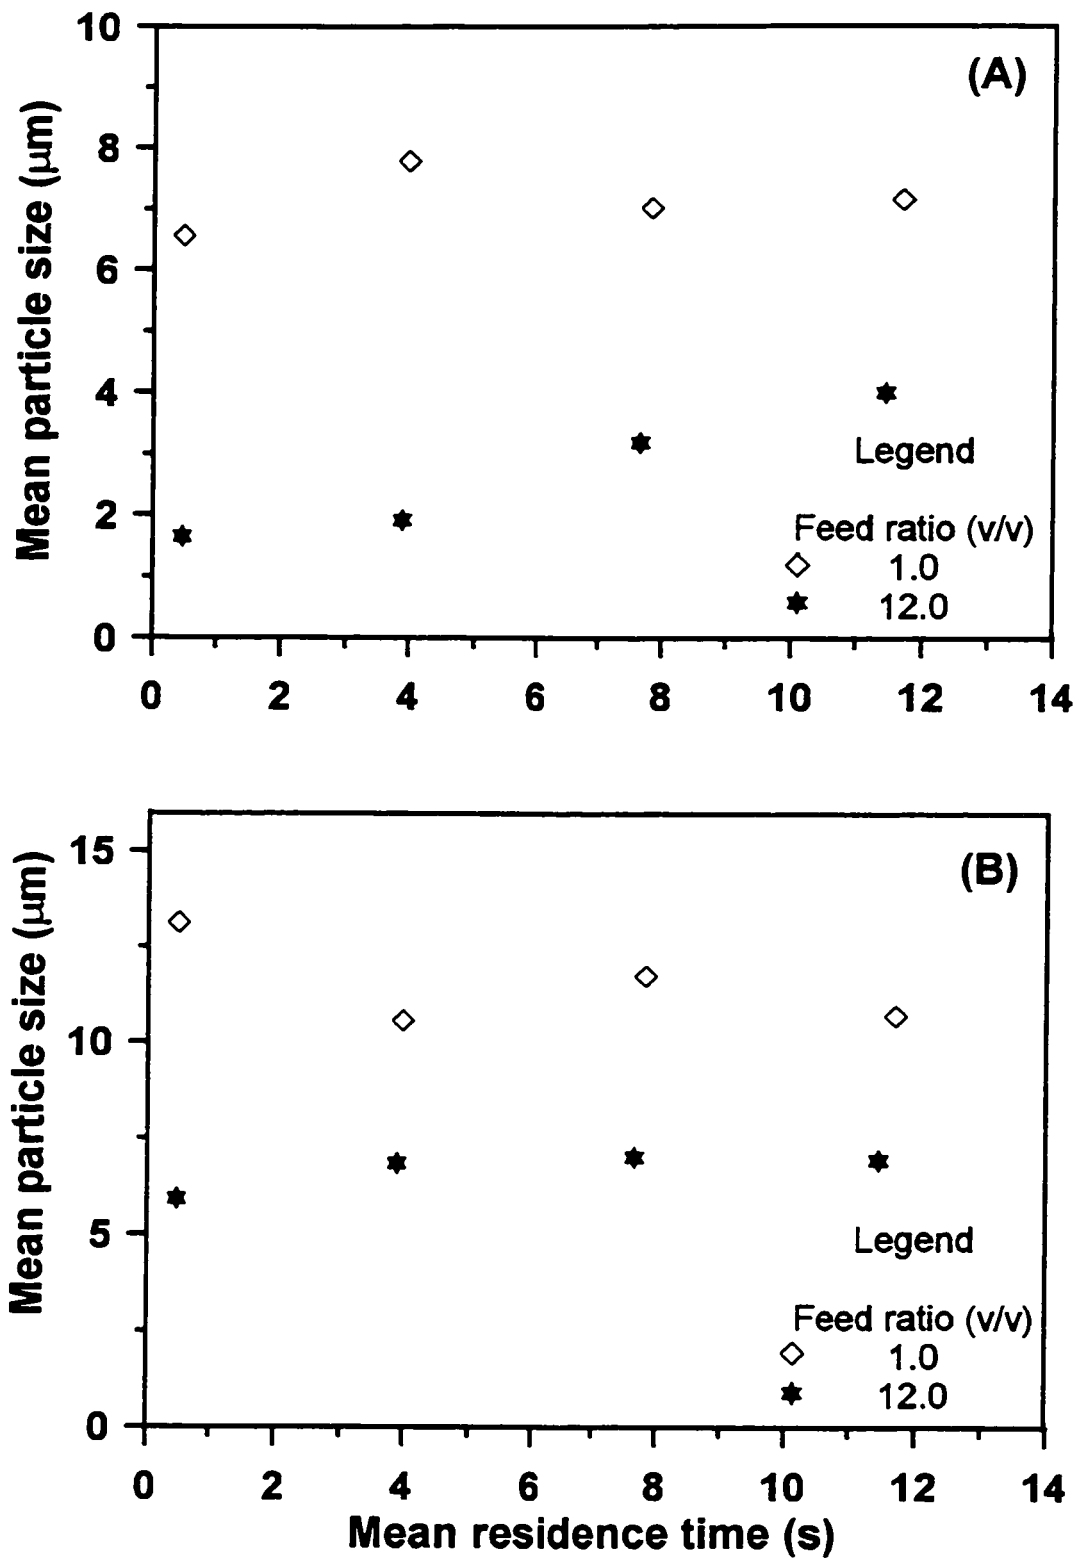 10
(A)
8
6
4
2
0
Mean particle size (μm)
Legend
Feed ratio (v/v)
1.0
12.0
0 2 4 6 8 10 12 14
15
(B)
10
5
0
Mean particle size (μm)
Legend
Feed ratio (v/v)
1.0
12.0
0 2 4 6 8 10 12 14
Mean residence time (s)